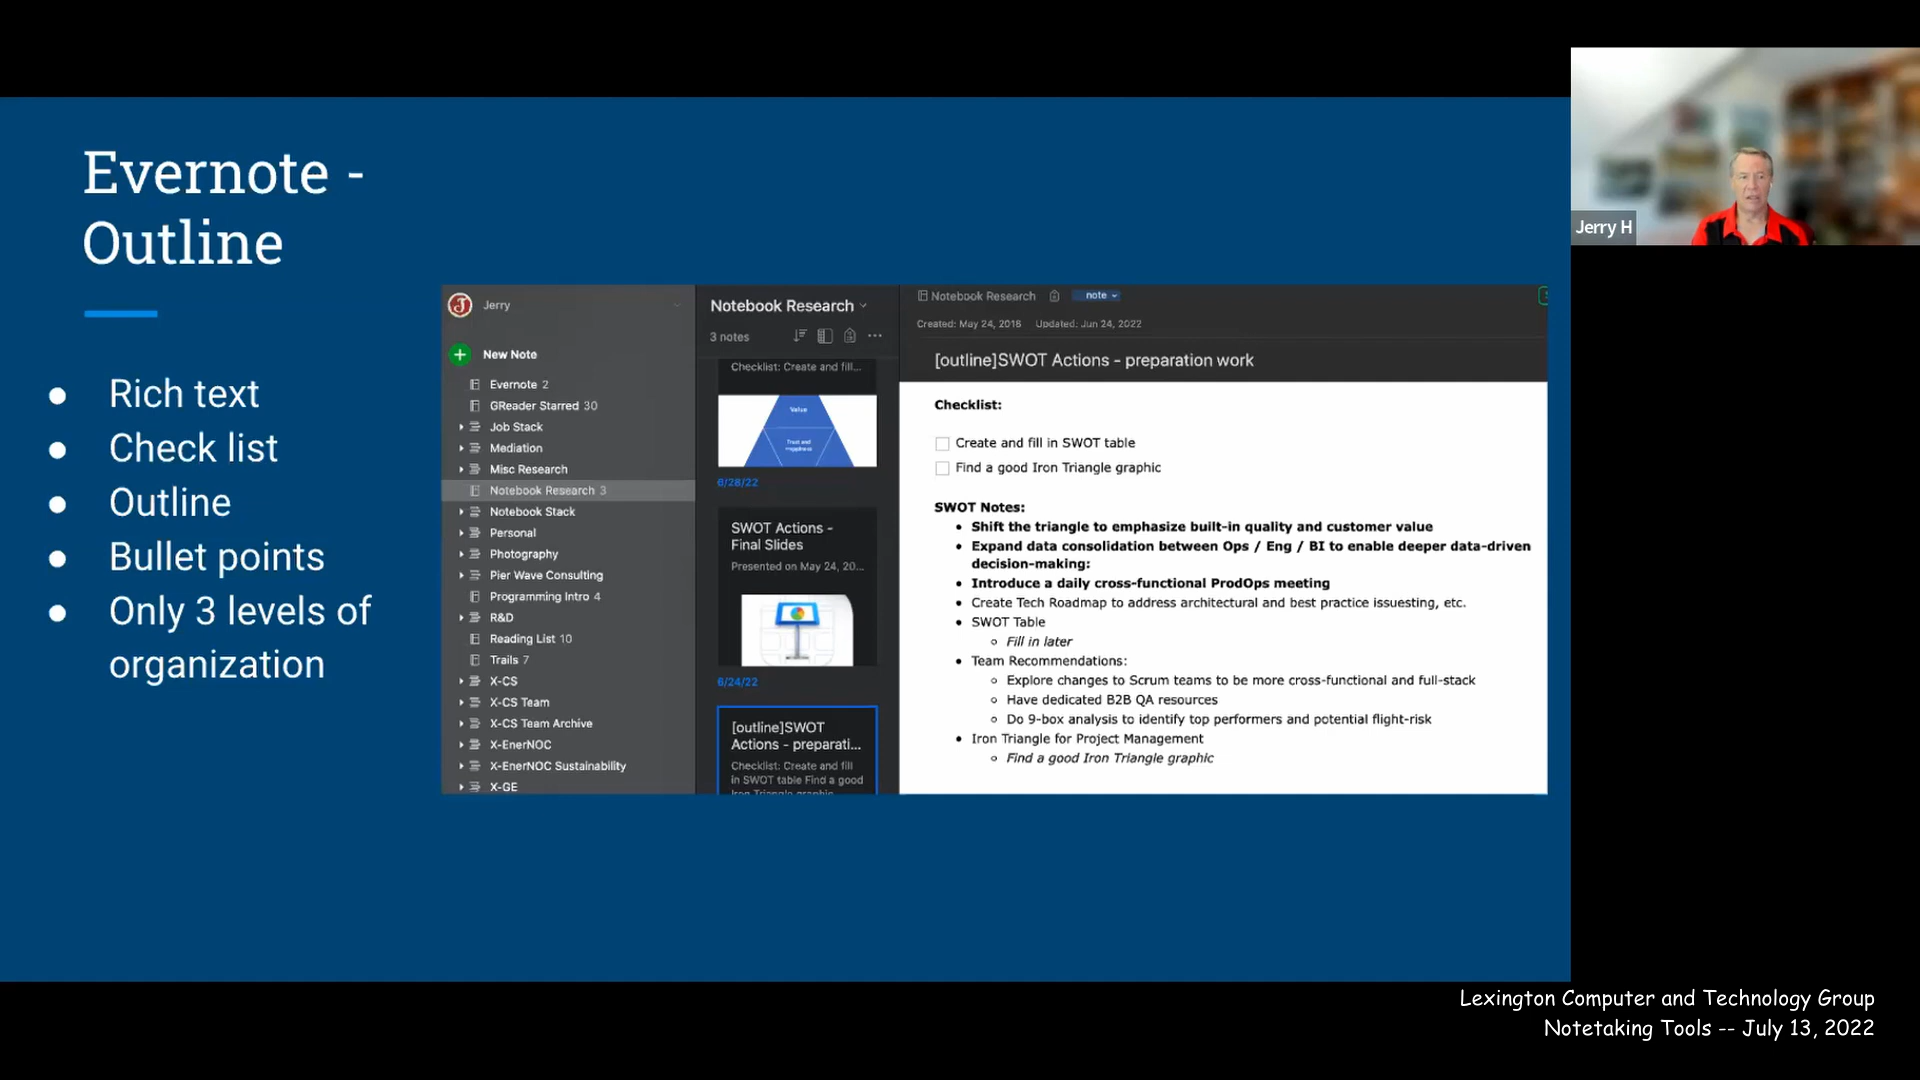 Evernote -
Outline
Rich text
Check list
Outline
Bullet points
Only 3 levels of
organization
Jerry
New Note
Evernote 2
GReader Starred 30
Job Stack
Mediation
Misc Research
Notebook Research 3
Notebook Stack
Personal
Photography
Pier Wave Consulting
Programming Intro 4
R&D
Reading List 10
Trails 7
X-CS
X-CS Team
X-CS Team Archive
X-EnerNOC
X-EnerNOC Sustainability
X-GE
Notebook Research
3 notes
Checklist: Create and fill...
Value
Trust and
Happiness
6/28/22
SWOT Actions -
Final Slides
Presented on May 24, 20...
6/24/22
[outline]SWOT
Actions - preparati...
Checklist: Create and fill
in SWOT table Find a good
Iron Triangle graphic
Notebook Research
note
Created: May 24, 2018 Updated: Jun 24, 2022
[outline]SWOT Actions - preparation work
Checklist:
Create and fill in SWOT table
Find a good Iron Triangle graphic
SWOT Notes:
Shift the triangle to emphasize built-in quality and customer value
Expand data consolidation between Ops / Eng / BI to enable deeper data-driven
decision-making:
Introduce a daily cross-functional ProdOps meeting
Create Tech Roadmap to address architectural and best practice issuesting, etc.
SWOT Table
Fill in later
Team Recommendations:
Explore changes to Scrum teams to be more cross-functional and full-stack
Have dedicated B2B QA resources
Do 9-box analysis to identify top performers and potential flight-risk
Iron Triangle for Project Management
Find a good Iron Triangle graphic
Jerry H
Lexington Computer and Technology Group
Notetaking Tools -- July 13, 2022